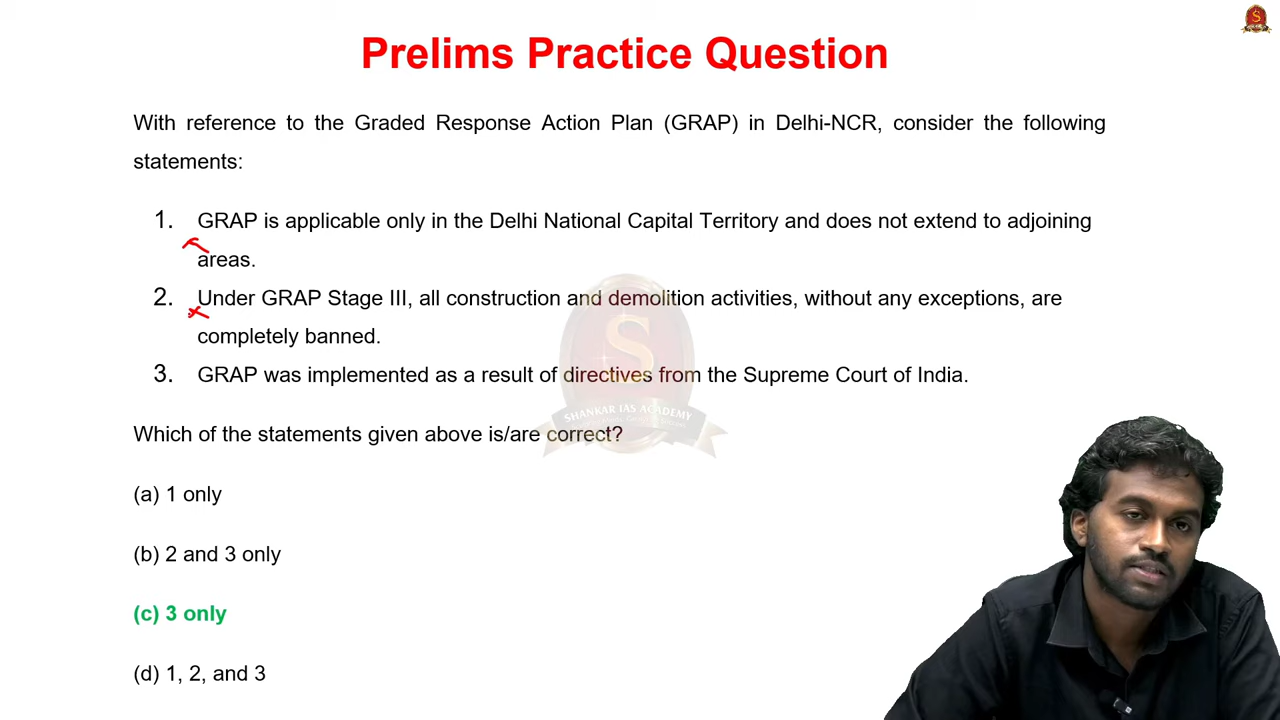 Prelims Practice Question
With reference to the Graded Response Action Plan (GRAP) in Delhi-NCR, consider the following
statements:
1. GRAP is applicable only in the Delhi National Capital Territory and does not extend to adjoining
areas.
2. Under GRAP Stage III, all construction and demolition activities, without any exceptions, are
completely banned.
3. GRAP was implemented as a result of directives from the Supreme Court of India.
SHANKAR IAS ACADEMY
Which of the statements given above is/are correct?
(a) 1 only
(b) 2 and 3 only
(c) 3 only
(d) 1, 2, and 3